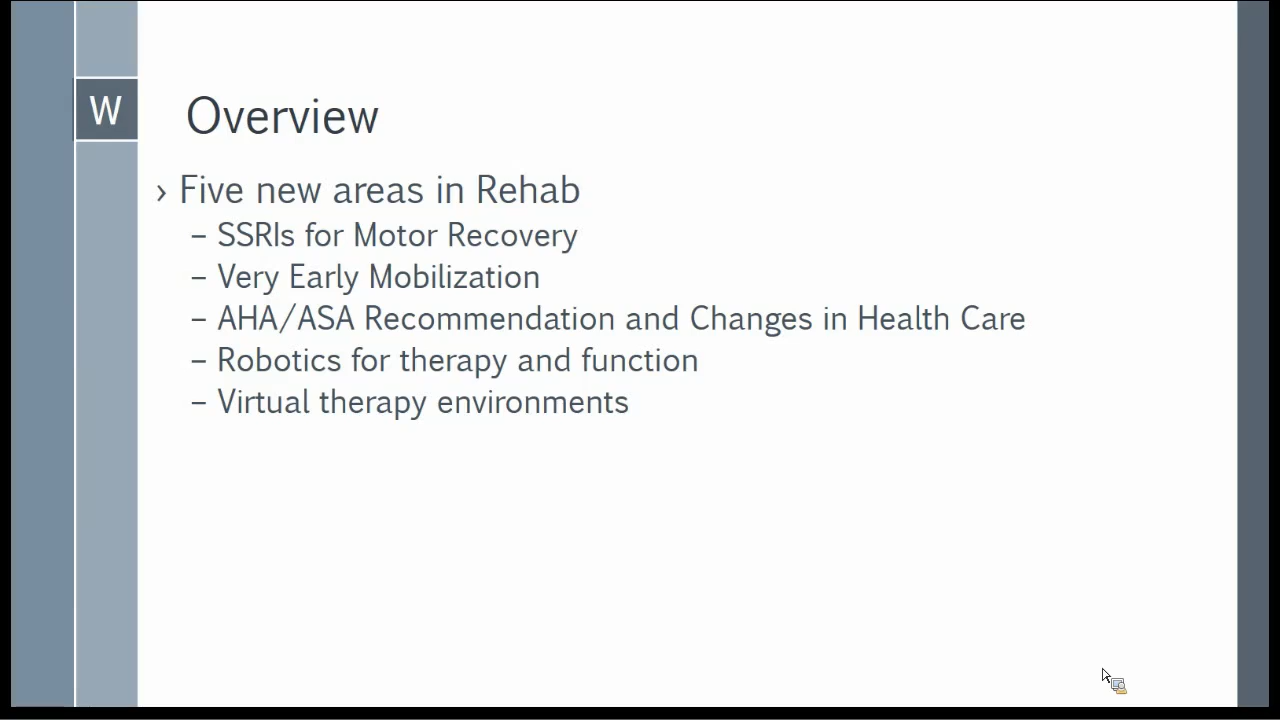 W
Overview
› Five new areas in Rehab
– SSRIs for Motor Recovery
– Very Early Mobilization
– AHA/ASA Recommendation and Changes in Health Care
– Robotics for therapy and function
– Virtual therapy environments